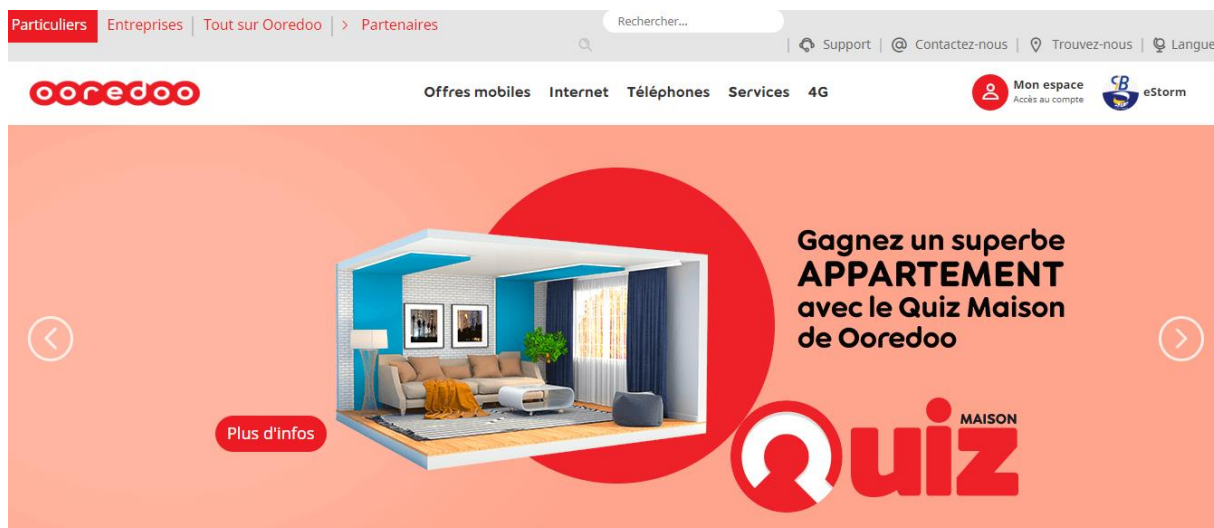 Particuliers Entreprises | Tout sur Ooredoo | > Partenaires
Rechercher...
| Support | Contactez-nous | Trouvez-nous | Langue
ooredoo
Offres mobiles Internet Téléphones Services 4G
Mon espace
Accès au compte
SB
eStorm
Gagnez un superbe
APPARTEMENT
avec le Quiz Maison
de Ooredoo
Plus d'infos
MAISON
Quiz